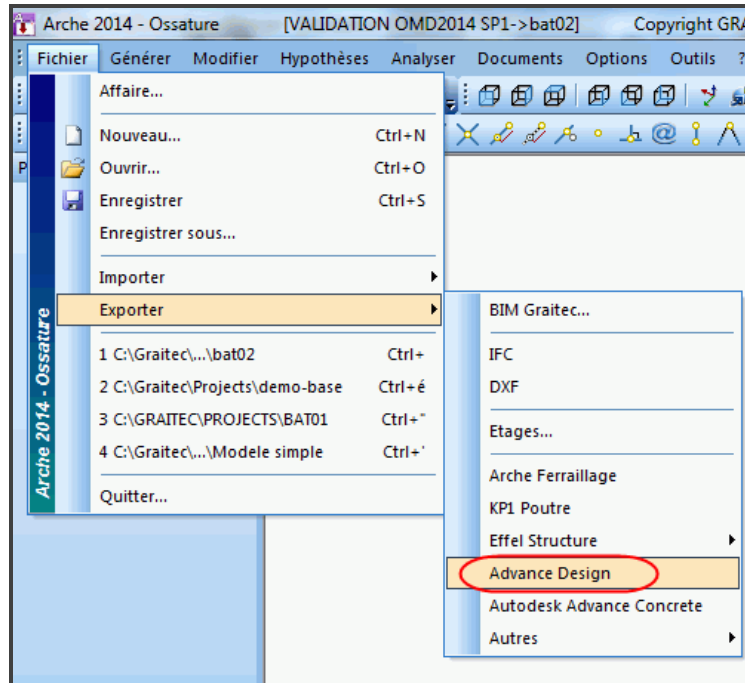 Arche 2014 - Ossature [VALIDATION OMD2014 SP1->bat02] Copyright GRA
Fichier Générer Modifier Hypothèses Analyser Documents Options Outils ?
Affaire...
Nouveau... Ctrl+N
Ouvrir... Ctrl+O
Enregistrer Ctrl+S
Enregistrer sous...
Importer
Exporter
1 C:\Graitec\...\bat02 Ctrl+
2 C:\Graitec\Projects\demo-base Ctrl+é
3 C:\GRAITEC\PROJECTS\BAT01 Ctrl+"
4 C:\Graitec\...\Modele simple Ctrl+'
Quitter...
Arche 2014 - Ossature
P
BIM Graitec...
IFC
DXF
Etages...
Arche Ferraillage
KP1 Poutre
Effel Structure
Advance Design
Autodesk Advance Concrete
Autres